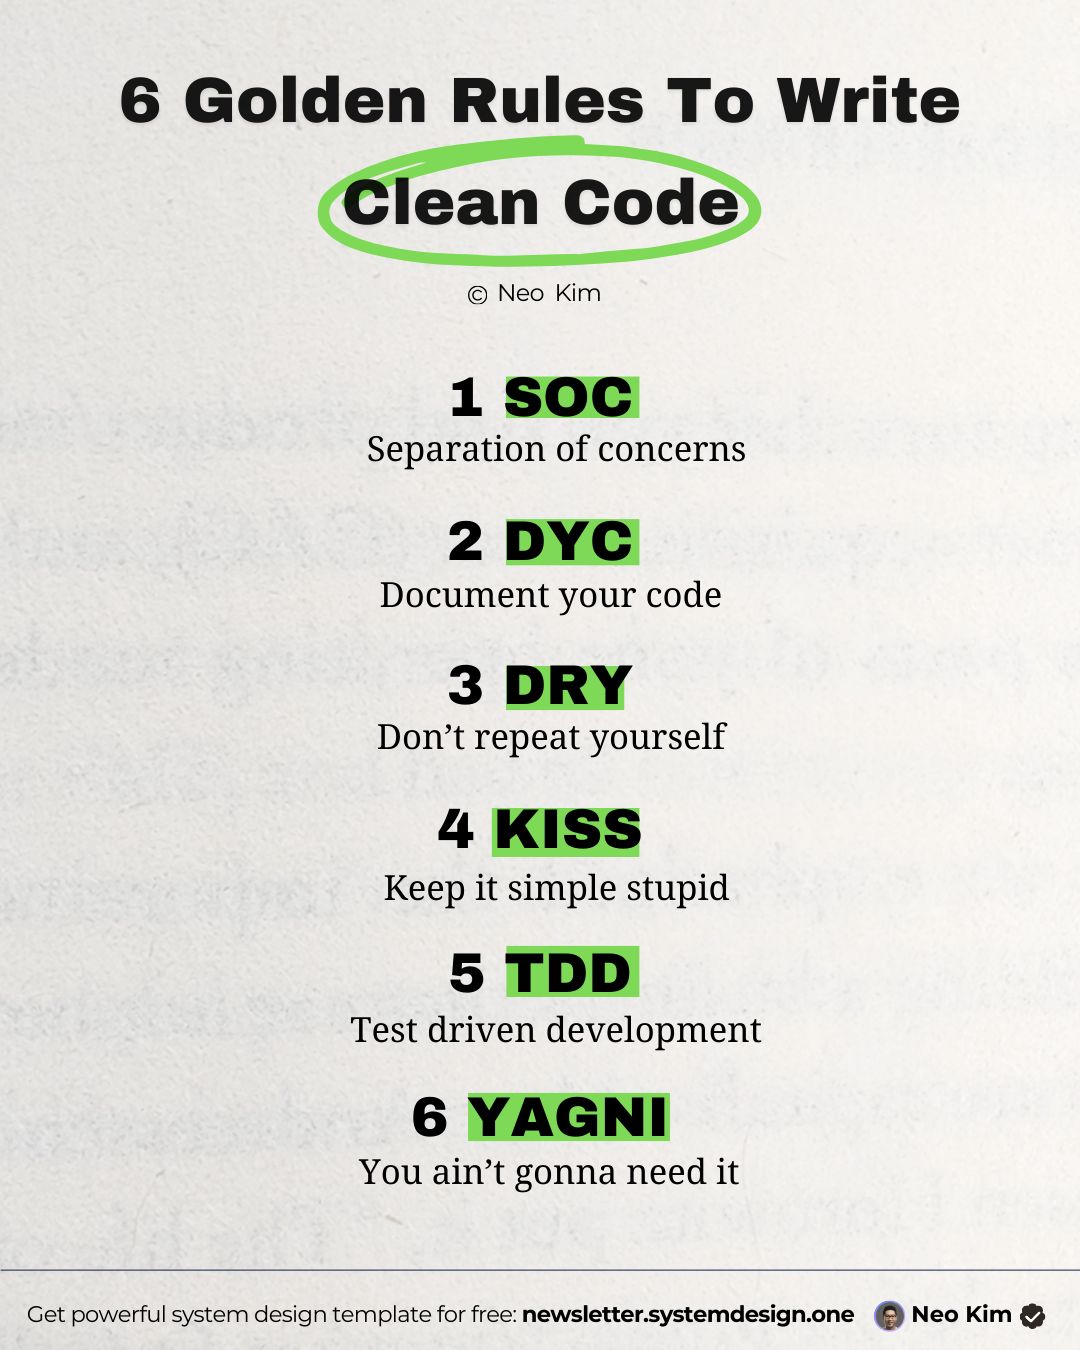 6 Golden Rules To Write
Clean Code
© Neo Kim
1 SOC
Separation of concerns
2 DYC
Document your code
3 DRY
Don’t repeat yourself
4 KISS
Keep it simple stupid
5 TDD
Test driven development
6 YAGNI
You ain’t gonna need it
Get powerful system design template for free: newsletter.systemdesign.one Neo Kim